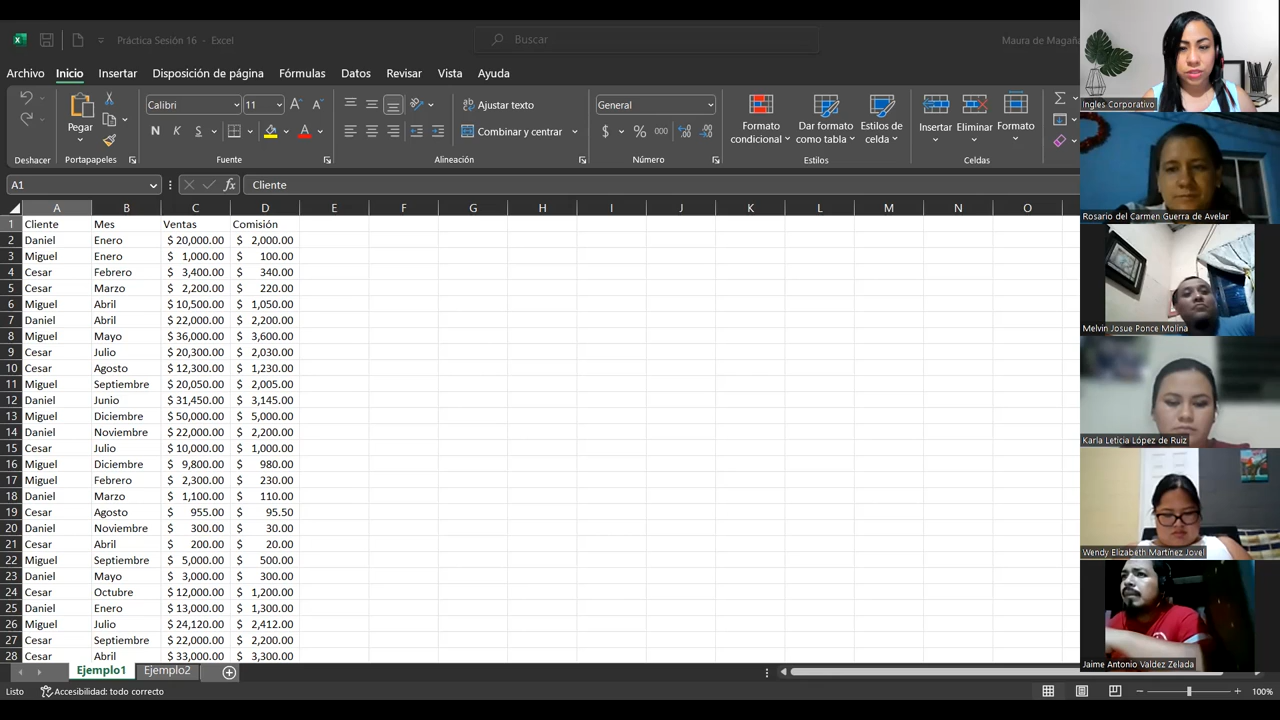 Práctica Sesión 16 - Excel
Buscar
Maura de Magaña
Archivo Inicio Insertar Disposición de página Fórmulas Datos Revisar Vista Ayuda
Calibri 11
Ajustar texto
General
Pegar
N K S
Combinar y centrar
$ % 000
Formato condicional
Dar formato como tabla
Estilos de celda
Insertar Eliminar Formato
Deshacer Portapapeles Fuente Alineación Número Estilos Celdas
A1 fx Cliente
A B C D E F G H I J K L M N O
1 Cliente Mes Ventas Comisión
2 Daniel Enero $ 20,000.00 $ 2,000.00
3 Miguel Enero $ 1,000.00 $ 100.00
4 Cesar Febrero $ 3,400.00 $ 340.00
5 Cesar Marzo $ 2,200.00 $ 220.00
6 Miguel Abril $ 10,500.00 $ 1,050.00
7 Daniel Abril $ 22,000.00 $ 2,200.00
8 Miguel Mayo $ 36,000.00 $ 3,600.00
9 Cesar Julio $ 20,300.00 $ 2,030.00
10 Cesar Agosto $ 12,300.00 $ 1,230.00
11 Miguel Septiembre $ 20,050.00 $ 2,005.00
12 Daniel Junio $ 31,450.00 $ 3,145.00
13 Miguel Diciembre $ 50,000.00 $ 5,000.00
14 Daniel Noviembre $ 22,000.00 $ 2,200.00
15 Cesar Julio $ 10,000.00 $ 1,000.00
16 Miguel Diciembre $ 9,800.00 $ 980.00
17 Miguel Febrero $ 2,300.00 $ 230.00
18 Daniel Marzo $ 1,100.00 $ 110.00
19 Cesar Agosto $ 955.00 $ 95.50
20 Daniel Noviembre $ 300.00 $ 30.00
21 Cesar Abril $ 200.00 $ 20.00
22 Miguel Septiembre $ 5,000.00 $ 500.00
23 Daniel Mayo $ 3,000.00 $ 300.00
24 Cesar Octubre $ 12,000.00 $ 1,200.00
25 Daniel Enero $ 13,000.00 $ 1,300.00
26 Miguel Julio $ 24,120.00 $ 2,412.00
27 Cesar Septiembre $ 22,000.00 $ 2,200.00
28 Cesar Abril $ 33,000.00 $ 3,300.00
Ejemplo1 Ejemplo2
Listo Accesibilidad: todo correcto 100%
Ingles Corporativo
Rosario del Carmen Guerra de Avelar
Melvin Josue Ponce Molina
Karla Leticia López de Ruiz
Wendy Elizabeth Martínez Jovel
Jaime Antonio Valdez Zelada